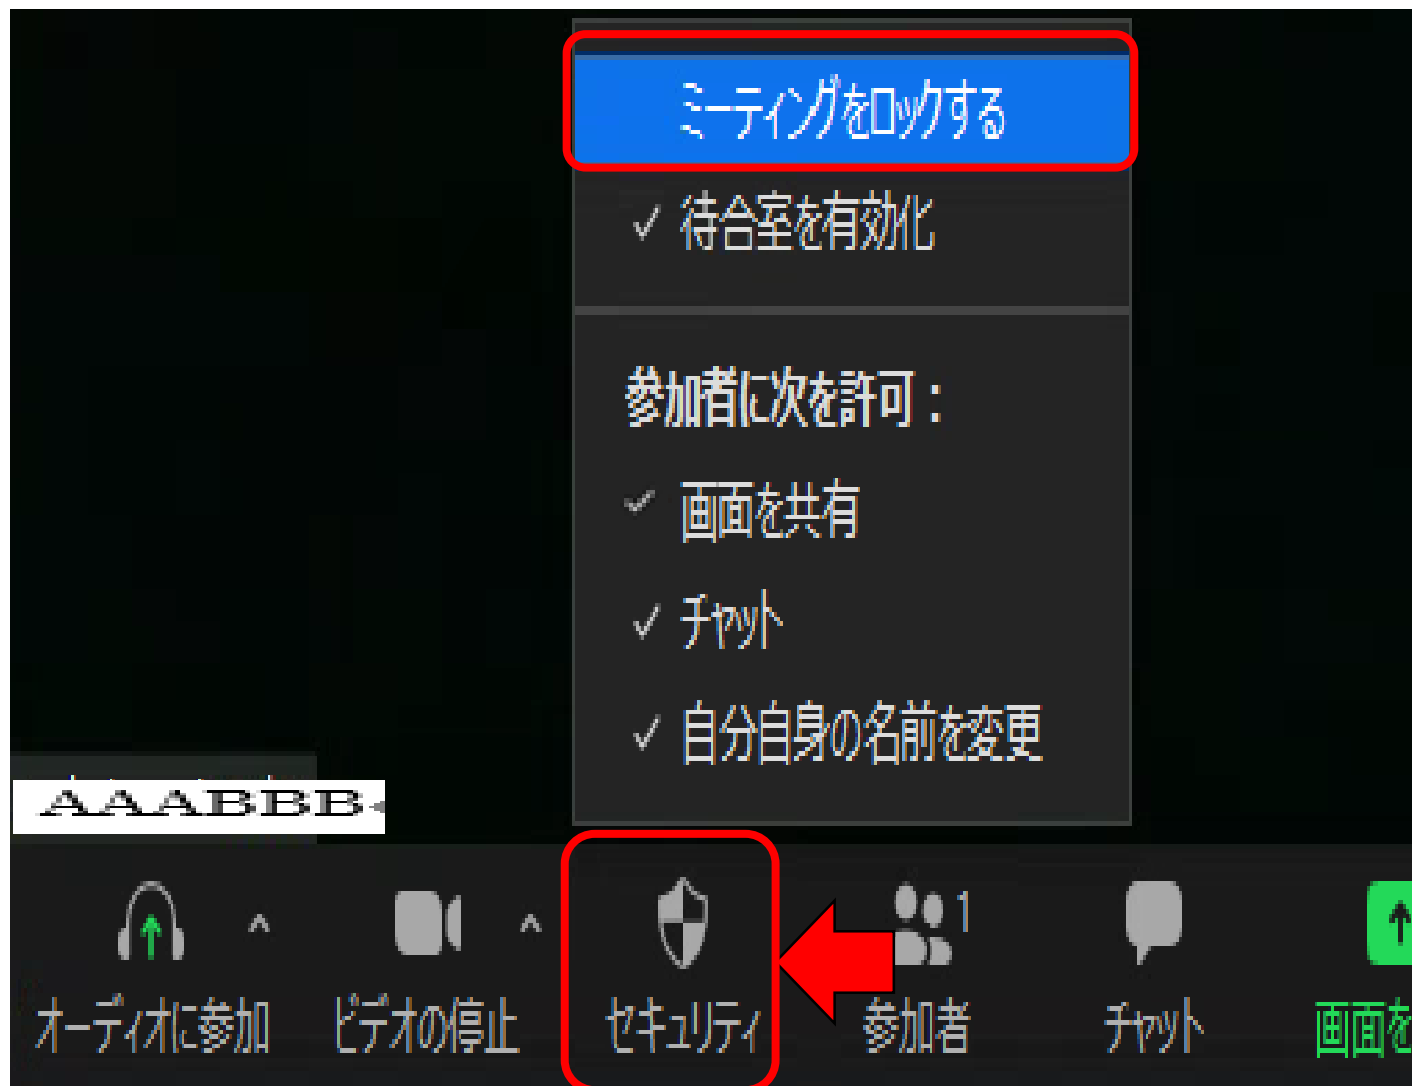 ミーティングをロックする
✓ 待合室を有効化
参加者に次を許可：
✓ 画面を共有
✓ チャット
✓ 自分自身の名前を変更
AAABBB
1
オーディオに参加
ビデオの停止
セキュリティ
参加者
チャット
画面を